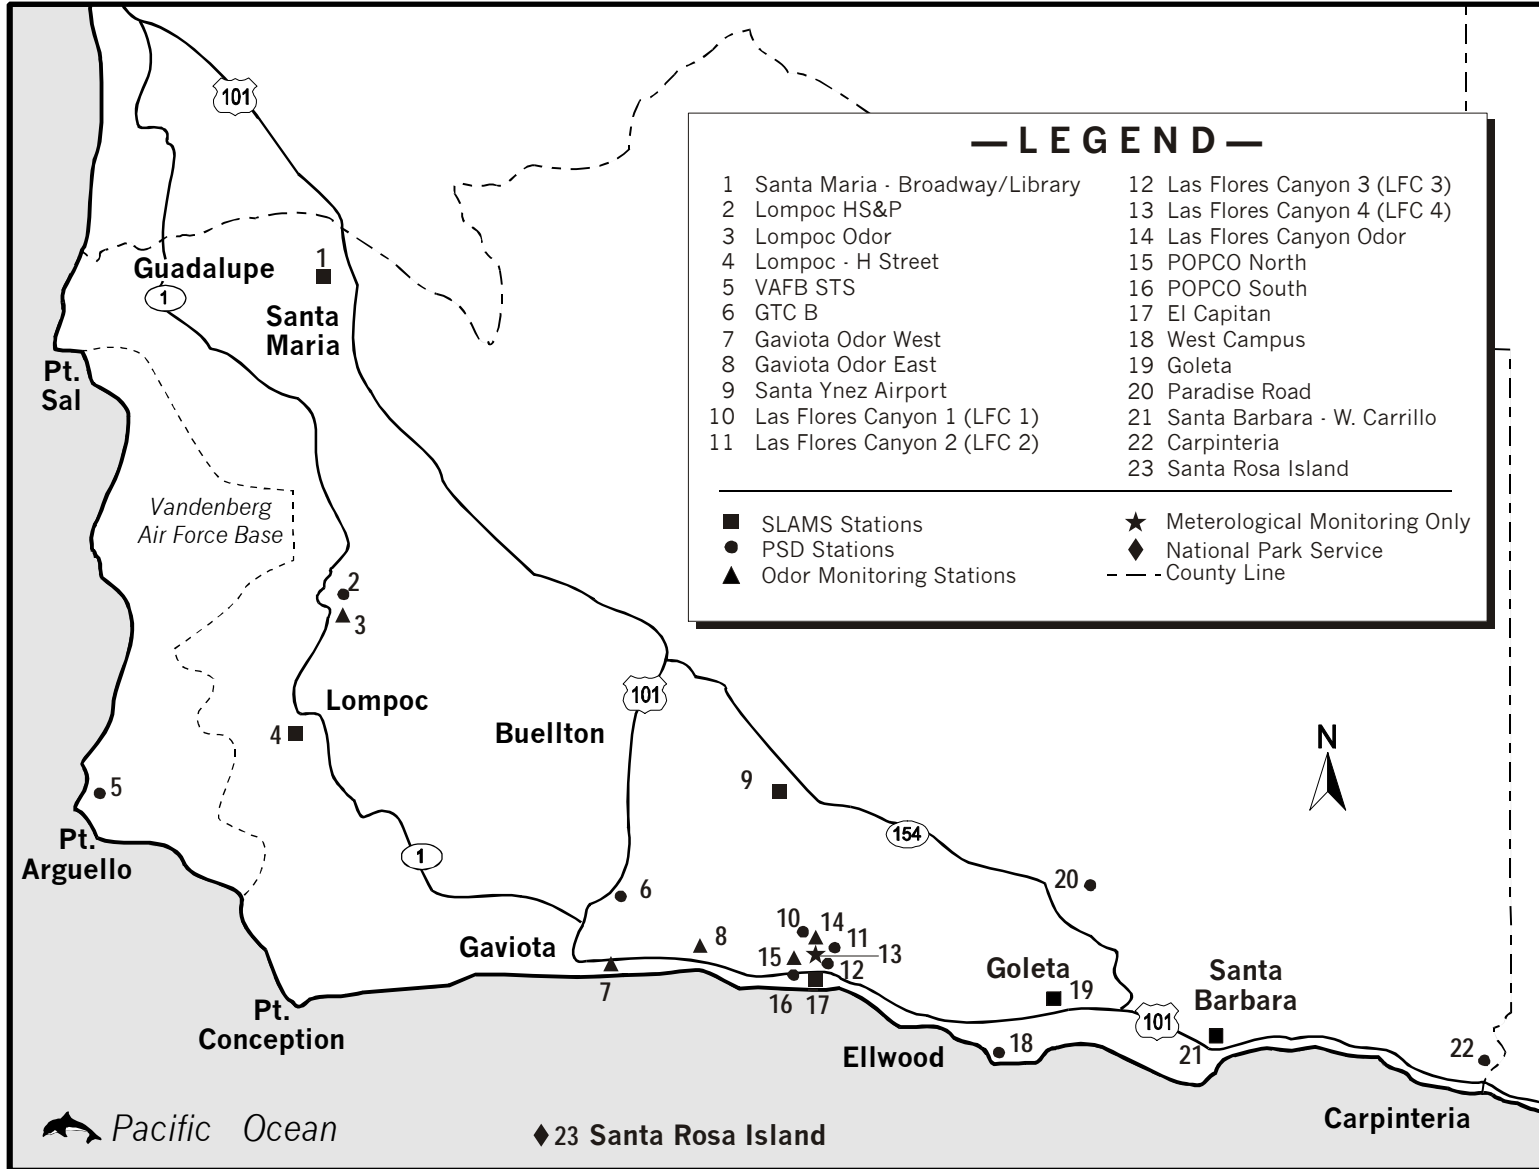 101
— LEGEND —
1 Santa Maria - Broadway/Library
2 Lompoc HS&P
3 Lompoc Odor
4 Lompoc - H Street
5 VAFB STS
6 GTC B
7 Gaviota Odor West
8 Gaviota Odor East
9 Santa Ynez Airport
10 Las Flores Canyon 1 (LFC 1)
11 Las Flores Canyon 2 (LFC 2)
12 Las Flores Canyon 3 (LFC 3)
13 Las Flores Canyon 4 (LFC 4)
14 Las Flores Canyon Odor
15 POPCO North
16 POPCO South
17 El Capitan
18 West Campus
19 Goleta
20 Paradise Road
21 Santa Barbara - W. Carrillo
22 Carpinteria
23 Santa Rosa Island
SLAMS Stations
PSD Stations
Odor Monitoring Stations
Meterological Monitoring Only
National Park Service
County Line
Guadalupe
1
1
Santa
Maria
Pt.
Sal
Vandenberg
Air Force Base
2
3
Lompoc
4
101
Buellton
N
9
5
154
Pt.
Arguello
1
20
6
10
14
11
8
Gaviota
15
13
12
7
16
17
Goleta
19
Santa
Barbara
Pt.
Conception
101
Ellwood
18
21
22
Carpinteria
Pacific Ocean
23 Santa Rosa Island